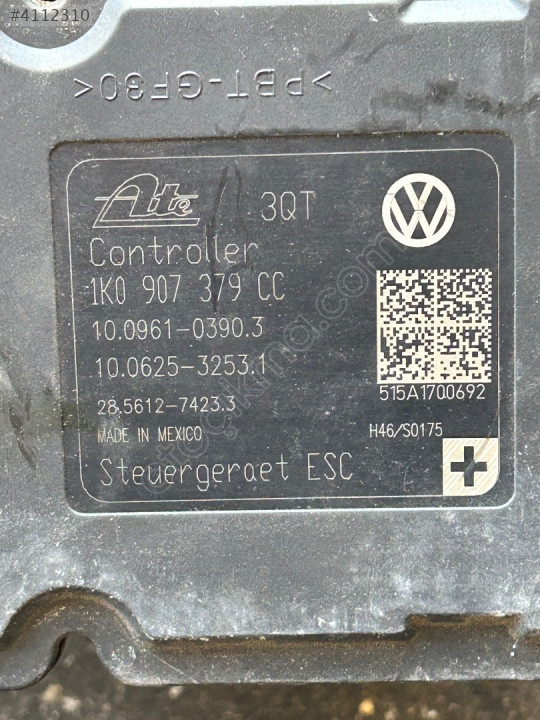 #4112310
>PBT-GF30<
Ate 3QT
Controller
1K0 907 379 CC
10.0961-0390.3
10.0625-3253.1
515A1700692
28.5612-7423.3
MADE IN MEXICO
H46/S0175
Steuergeraet ESC